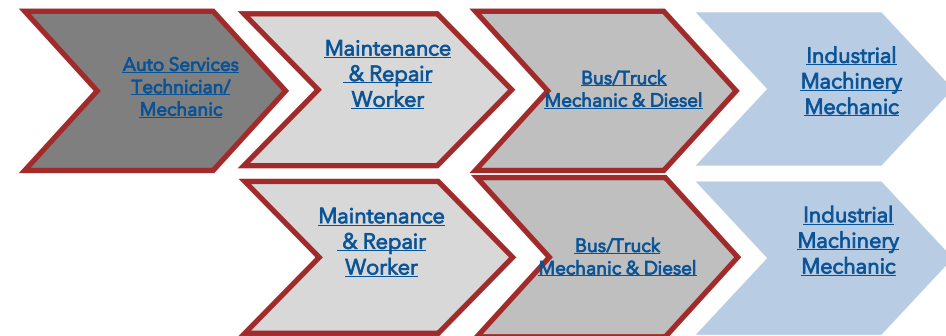 Auto Services
Technician/
Mechanic
Maintenance
& Repair
Worker
Bus/Truck
Mechanic & Diesel
Industrial
Machinery
Mechanic
Maintenance
& Repair
Worker
Bus/Truck
Mechanic & Diesel
Industrial
Machinery
Mechanic